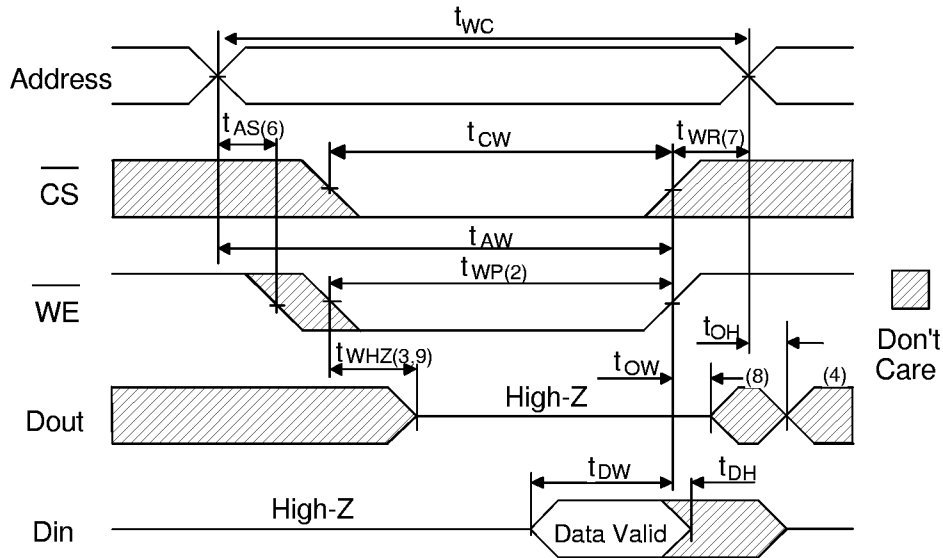 tWC
Address
tAS(6)
tCW
tWR(7)
CS
tAW
tWP(2)
WE
tOH
Don't
Care
tWHZ(3,9)
tOW
(8)
(4)
High-Z
Dout
tDW
tDH
High-Z
Din
Data Valid